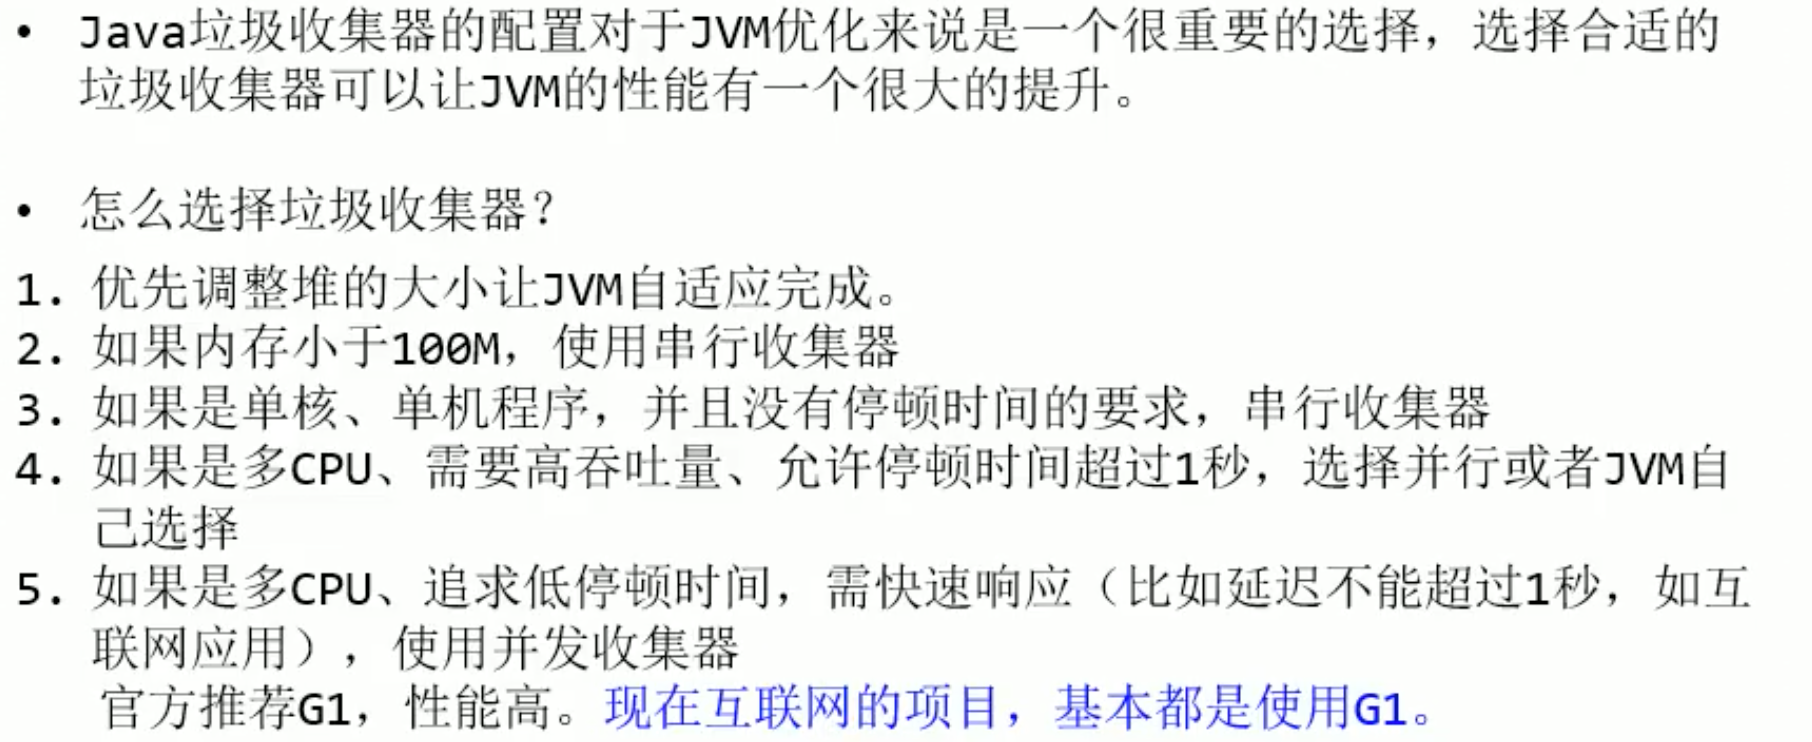 • Java垃圾收集器的配置对于JVM优化来说是一个很重要的选择，选择合适的
垃圾收集器可以让JVM的性能有一个很大的提升。
• 怎么选择垃圾收集器？
1. 优先调整堆的大小让JVM自适应完成。
2. 如果内存小于100M，使用串行收集器
3. 如果是单核、单机程序，并且没有停顿时间的要求，串行收集器
4. 如果是多CPU、需要高吞吐量、允许停顿时间超过1秒，选择并行或者JVM自
己选择
5. 如果是多CPU、追求低停顿时间，需快速响应（比如延迟不能超过1秒，如互
联网应用），使用并发收集器
官方推荐G1，性能高。现在互联网的项目，基本都是使用G1。